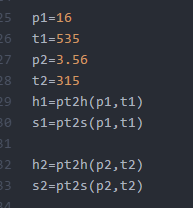 25 p1=16
26 t1=535
27 p2=3.56
28 t2=315
29 h1=pt2h(p1,t1)
30 s1=pt2s(p1,t1)
32 h2=pt2h(p2,t2)
33 s2=pt2s(p2,t2)